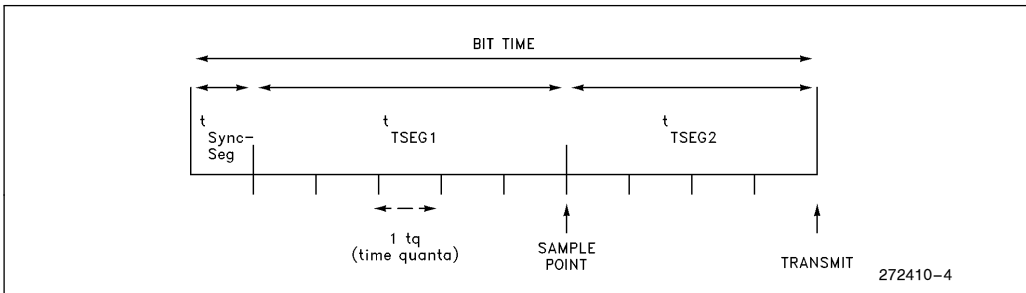 BIT TIME
t
Sync-
Seg
t
TSEG1
t
TSEG2
1 tq
(time quanta)
SAMPLE
POINT
TRANSMIT
272410-4